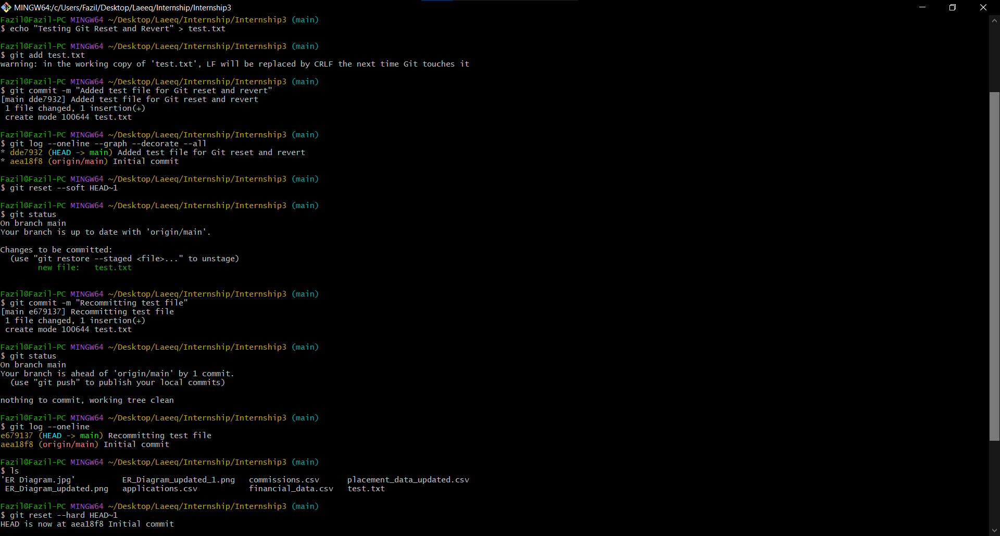 MINGW64:/c/Users/Fazil/Desktop/Laeeq/Internship/Internship3
Fazil@Fazil-PC MINGW64 ~/Desktop/Laeeq/Internship/Internship3 (main)
$ echo "Testing Git Reset and Revert" > test.txt
Fazil@Fazil-PC MINGW64 ~/Desktop/Laeeq/Internship/Internship3 (main)
$ git add test.txt
warning: in the working copy of 'test.txt', LF will be replaced by CRLF the next time Git touches it
Fazil@Fazil-PC MINGW64 ~/Desktop/Laeeq/Internship/Internship3 (main)
$ git commit -m "Added test file for Git reset and revert"
[main dde7932] Added test file for Git reset and revert
 1 file changed, 1 insertion(+)
 create mode 100644 test.txt
Fazil@Fazil-PC MINGW64 ~/Desktop/Laeeq/Internship/Internship3 (main)
$ git log --oneline --graph --decorate --all
* dde7932 (HEAD -> main) Added test file for Git reset and revert
* aea18f8 (origin/main) Initial commit
Fazil@Fazil-PC MINGW64 ~/Desktop/Laeeq/Internship/Internship3 (main)
$ git reset --soft HEAD~1
Fazil@Fazil-PC MINGW64 ~/Desktop/Laeeq/Internship/Internship3 (main)
$ git status
On branch main
Your branch is up to date with 'origin/main'.
Changes to be committed:
  (use "git restore --staged <file>..." to unstage)
        new file:   test.txt
Fazil@Fazil-PC MINGW64 ~/Desktop/Laeeq/Internship/Internship3 (main)
$ git commit -m "Recommitting test file"
[main e679137] Recommitting test file
 1 file changed, 1 insertion(+)
 create mode 100644 test.txt
Fazil@Fazil-PC MINGW64 ~/Desktop/Laeeq/Internship/Internship3 (main)
$ git status
On branch main
Your branch is ahead of 'origin/main' by 1 commit.
  (use "git push" to publish your local commits)
nothing to commit, working tree clean
Fazil@Fazil-PC MINGW64 ~/Desktop/Laeeq/Internship/Internship3 (main)
$ git log --oneline
e679137 (HEAD -> main) Recommitting test file
aea18f8 (origin/main) Initial commit
Fazil@Fazil-PC MINGW64 ~/Desktop/Laeeq/Internship/Internship3 (main)
$ ls
'ER Diagram.jpg'          ER_Diagram_updated_1.png   commissions.csv      placement_data_updated.csv
 ER_Diagram_updated.png   applications.csv           financial_data.csv   test.txt
Fazil@Fazil-PC MINGW64 ~/Desktop/Laeeq/Internship/Internship3 (main)
$ git reset --hard HEAD~1
HEAD is now at aea18f8 Initial commit